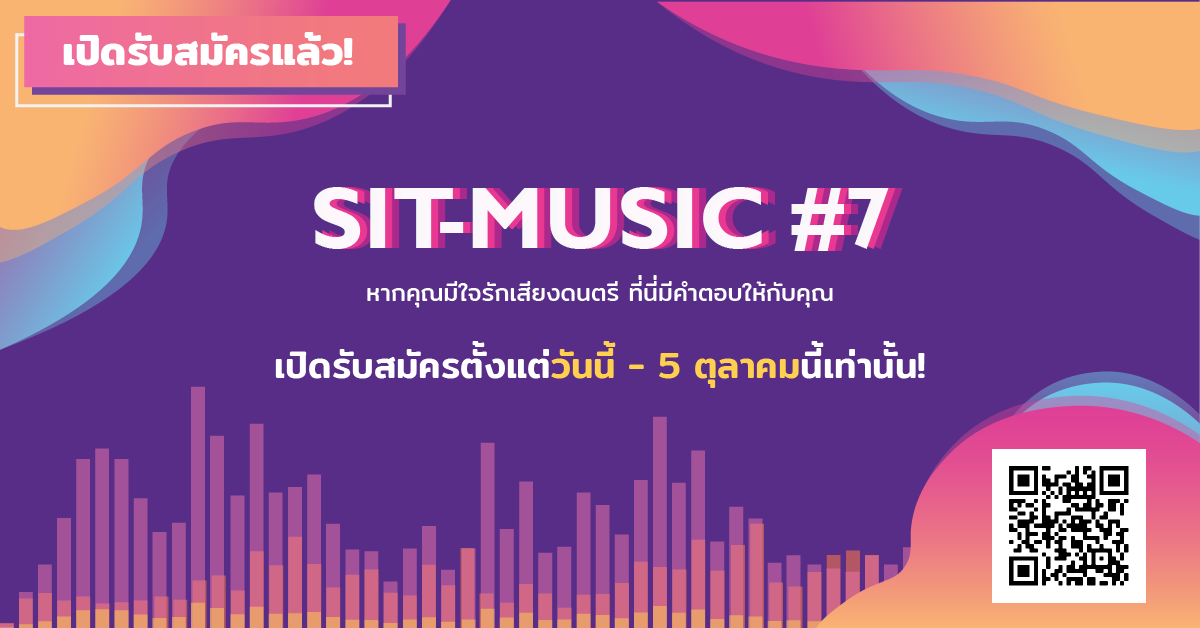 เปิดรับสมัครแล้ว!
SIT-MUSIC #7
หากคุณมีใจรักเสียงดนตรี ที่นี่มีคำตอบให้กับคุณ
เปิดรับสมัครตั้งแต่วันนี้ - 5 ตุลาคมนี้เท่านั้น!